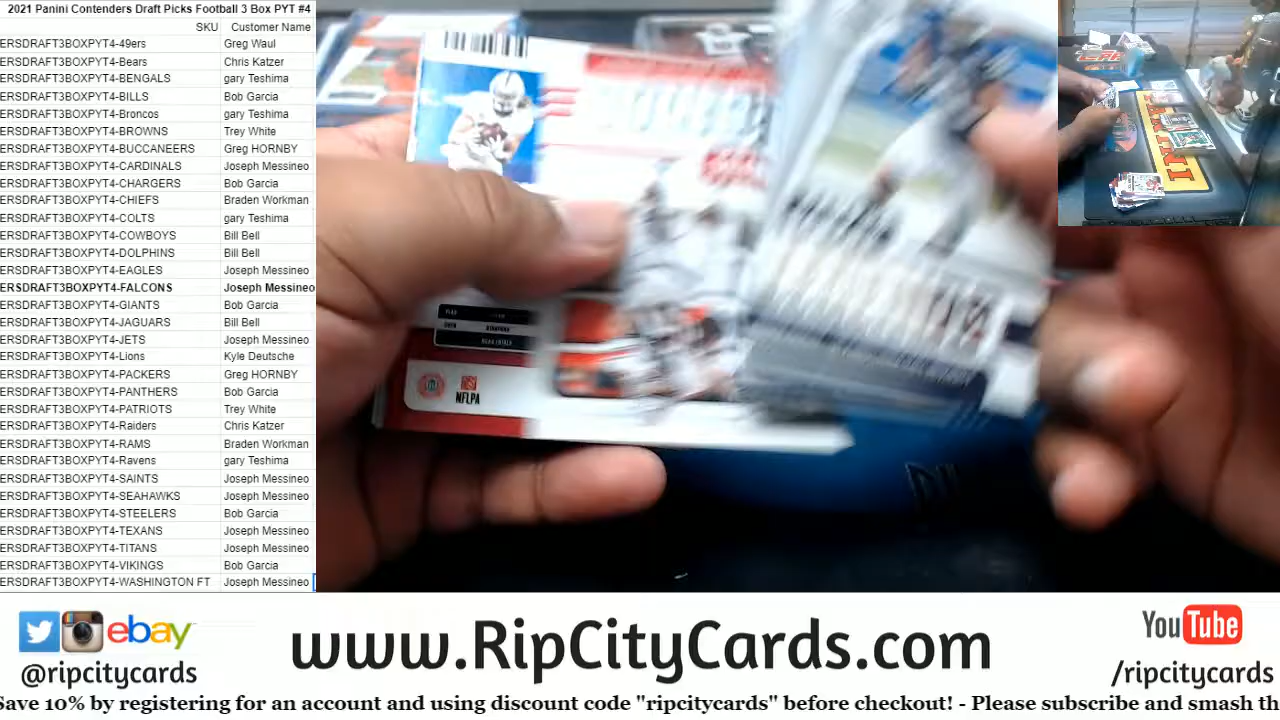 2021 Panini Contenders Draft Picks Football 3 Box PYT #4
SKU Customer Name
ERSDRAFT3BOXPYT4-49ers Greg Waul
ERSDRAFT3BOXPYT4-Bears Chris Katzer
ERSDRAFT3BOXPYT4-BENGALS gary Teshima
ERSDRAFT3BOXPYT4-BILLS Bob Garcia
ERSDRAFT3BOXPYT4-Broncos gary Teshima
ERSDRAFT3BOXPYT4-BROWNS Trey White
ERSDRAFT3BOXPYT4-BUCCANEERS Greg HORNBY
ERSDRAFT3BOXPYT4-CARDINALS Joseph Messineo
ERSDRAFT3BOXPYT4-CHARGERS Bob Garcia
ERSDRAFT3BOXPYT4-CHIEFS Braden Workman
ERSDRAFT3BOXPYT4-COLTS gary Teshima
ERSDRAFT3BOXPYT4-COWBOYS Bill Bell
ERSDRAFT3BOXPYT4-DOLPHINS Bill Bell
ERSDRAFT3BOXPYT4-EAGLES Joseph Messineo
ERSDRAFT3BOXPYT4-FALCONS Joseph Messineo
ERSDRAFT3BOXPYT4-GIANTS Bob Garcia
ERSDRAFT3BOXPYT4-JAGUARS Bill Bell
ERSDRAFT3BOXPYT4-JETS Joseph Messineo
ERSDRAFT3BOXPYT4-Lions Kyle Deutsche
ERSDRAFT3BOXPYT4-PACKERS Greg HORNBY
ERSDRAFT3BOXPYT4-PANTHERS Bob Garcia
ERSDRAFT3BOXPYT4-PATRIOTS Trey White
ERSDRAFT3BOXPYT4-Raiders Chris Katzer
ERSDRAFT3BOXPYT4-RAMS Braden Workman
ERSDRAFT3BOXPYT4-Ravens gary Teshima
ERSDRAFT3BOXPYT4-SAINTS Joseph Messineo
ERSDRAFT3BOXPYT4-SEAHAWKS Joseph Messineo
ERSDRAFT3BOXPYT4-STEELERS Bob Garcia
ERSDRAFT3BOXPYT4-TEXANS Joseph Messineo
ERSDRAFT3BOXPYT4-TITANS Joseph Messineo
ERSDRAFT3BOXPYT4-VIKINGS Bob Garcia
ERSDRAFT3BOXPYT4-WASHINGTON FT Joseph Messineo
NFLPA
PANINI
ebay
@ripcitycards
www.RipCityCards.com
YouTube
/ripcitycards
Save 10% by registering for an account and using discount code "ripcitycards" before checkout! - Please subscribe and smash th